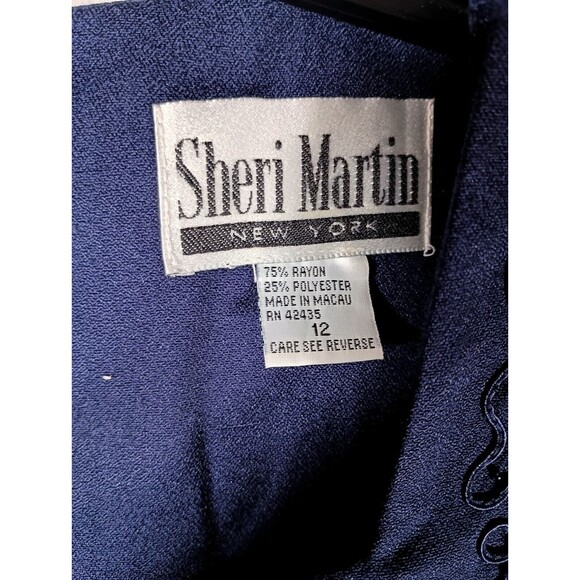 Sheri Martin
NEW YORK
75% RAYON
25% POLYESTER
MADE IN MACAU
RN 42435
12
CARE SEE REVERSE